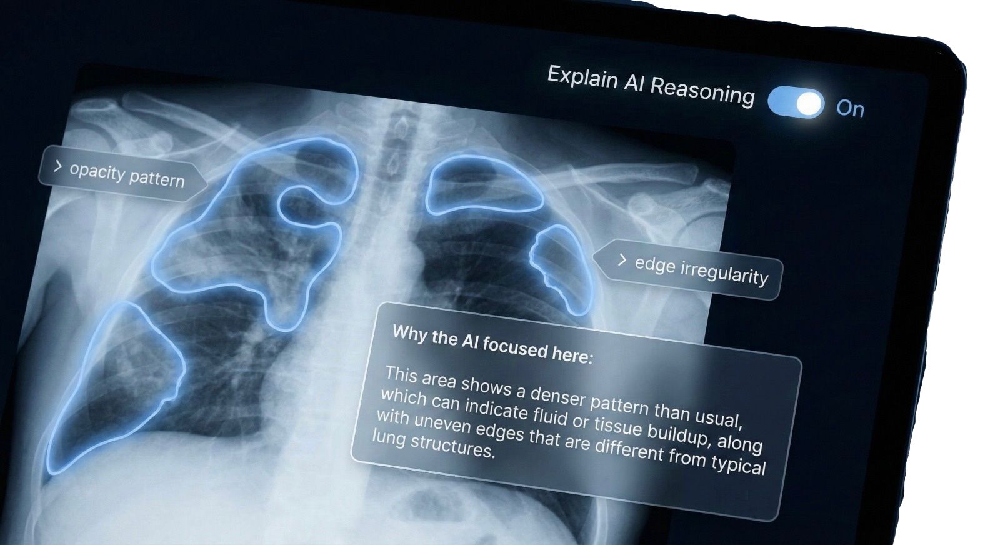 Explain AI Reasoning On
> opacity pattern
> edge irregularity
Why the AI focused here:
This area shows a denser pattern than usual,
which can indicate fluid or tissue buildup, along
with uneven edges that are different from typical
lung structures.